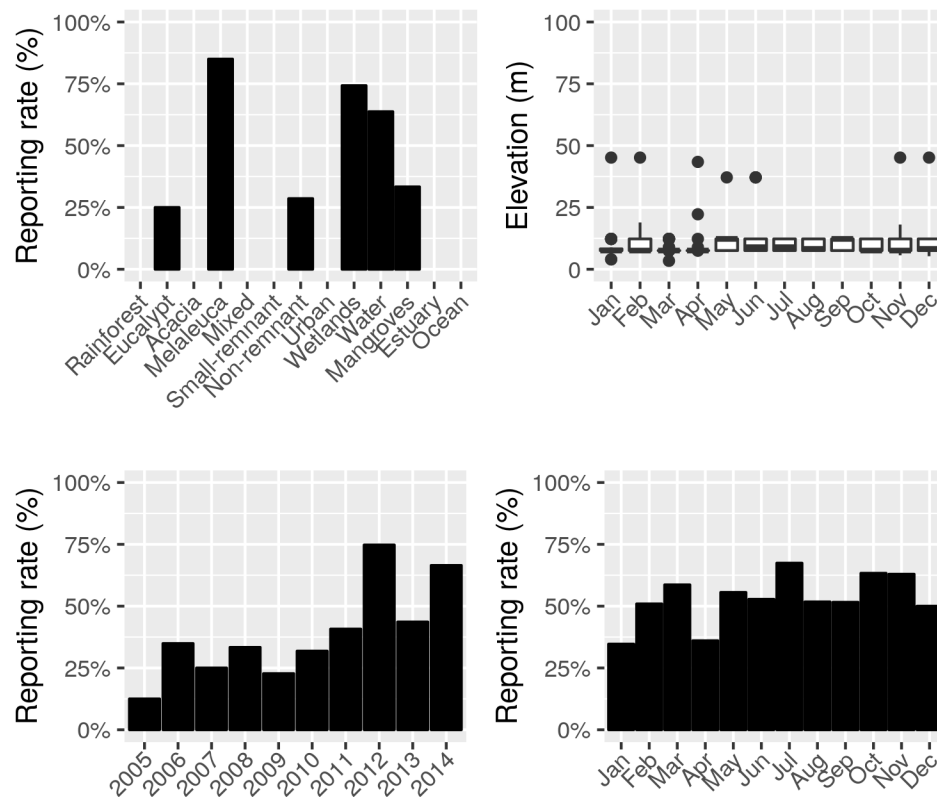 Reporting rate (%)
100%
75%
50%
25%
0%
Rainforest
Eucalypt
Acacia
Melaleuca
Mixed
Small-remnant
Non-remnant
Urban
Wetlands
Water
Mangroves
Estuary
Ocean
Elevation (m)
100
75
50
25
0
Jan
Feb
Mar
Apr
May
Jun
Jul
Aug
Sep
Oct
Nov
Dec
Reporting rate (%)
100%
75%
50%
25%
0%
2005
2006
2007
2008
2009
2010
2011
2012
2013
2014
Reporting rate (%)
100%
75%
50%
25%
0%
Jan
Feb
Mar
Apr
May
Jun
Jul
Aug
Sep
Oct
Nov
Dec